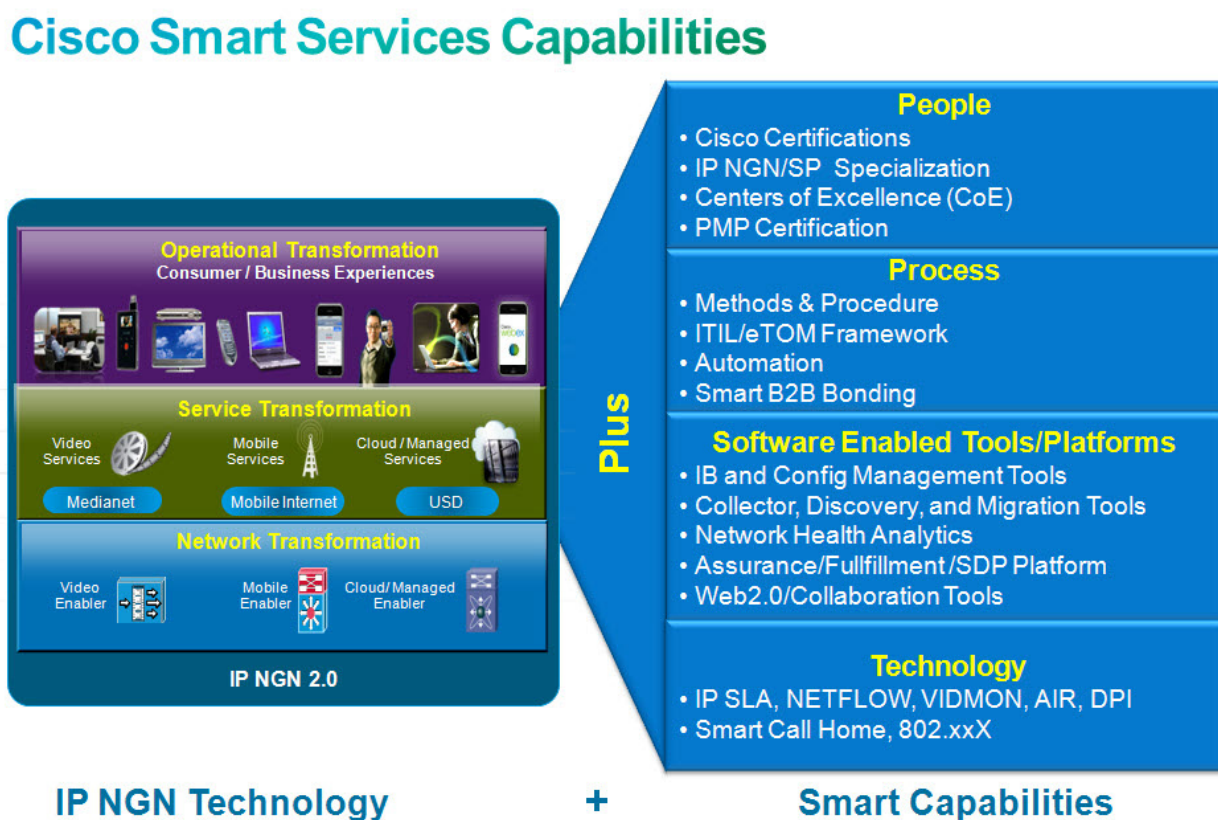 Cisco Smart Services Capabilities
Operational Transformation
Consumer / Business Experiences
webex
Service Transformation
Video
Services
Mobile
Services
Cloud / Managed
Services
Medianet
Mobile Internet
USD
Network Transformation
Video
Enabler
Mobile
Enabler
Cloud/Managed
Enabler
IP NGN 2.0
Plus
People
• Cisco Certifications
• IP NGN/SP Specialization
• Centers of Excellence (CoE)
• PMP Certification
Process
• Methods & Procedure
• ITIL/eTOM Framework
• Automation
• Smart B2B Bonding
Software Enabled Tools/Platforms
• IB and Config Management Tools
• Collector, Discovery, and Migration Tools
• Network Health Analytics
• Assurance/Fullfillment /SDP Platform
• Web2.0/Collaboration Tools
Technology
• IP SLA, NETFLOW, VIDMON, AIR, DPI
• Smart Call Home, 802.xxX
IP NGN Technology + Smart Capabilities